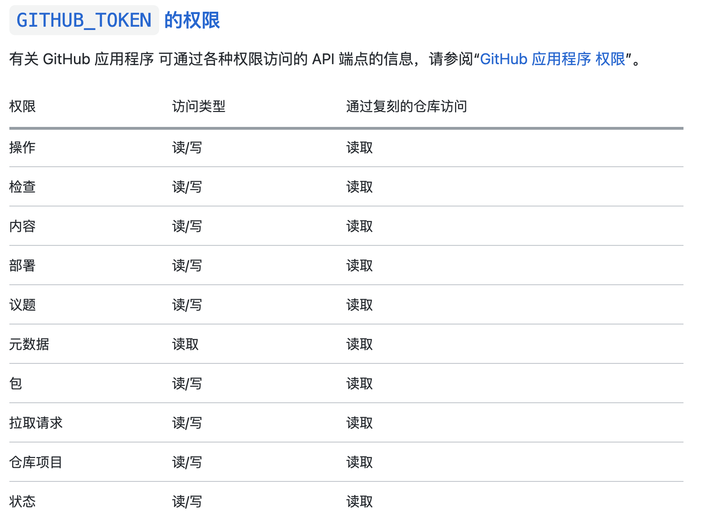 GITHUB_TOKEN 的权限
有关 GitHub 应用程序 可通过各种权限访问的 API 端点的信息，请参阅“GitHub 应用程序 权限”。
权限 访问类型 通过复刻的仓库访问
操作 读/写 读取
检查 读/写 读取
内容 读/写 读取
部署 读/写 读取
议题 读/写 读取
元数据 读取 读取
包 读/写 读取
拉取请求 读/写 读取
仓库项目 读/写 读取
状态 读/写 读取